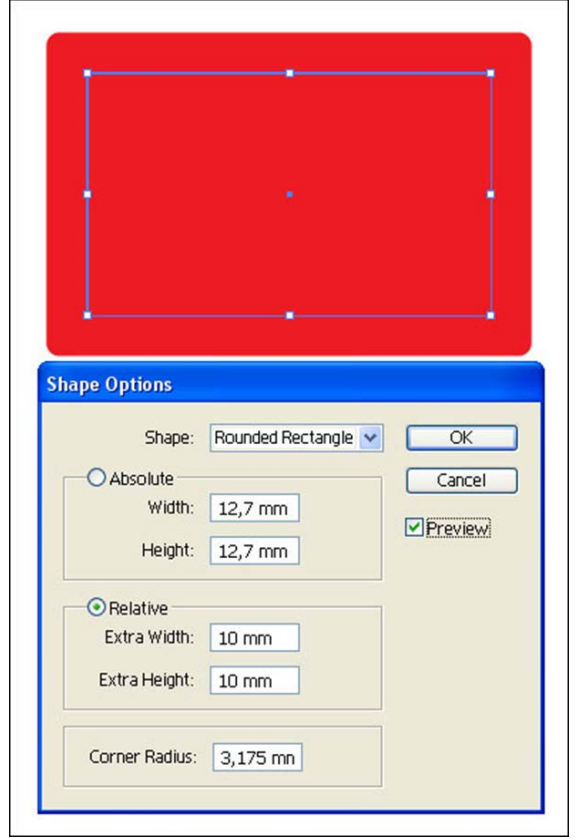 Shape Options
Shape: Rounded Rectangle
OK
Absolute
Cancel
Width: 12,7 mm
Preview
Height: 12,7 mm
Relative
Extra Width: 10 mm
Extra Height: 10 mm
Corner Radius: 3,175 mn